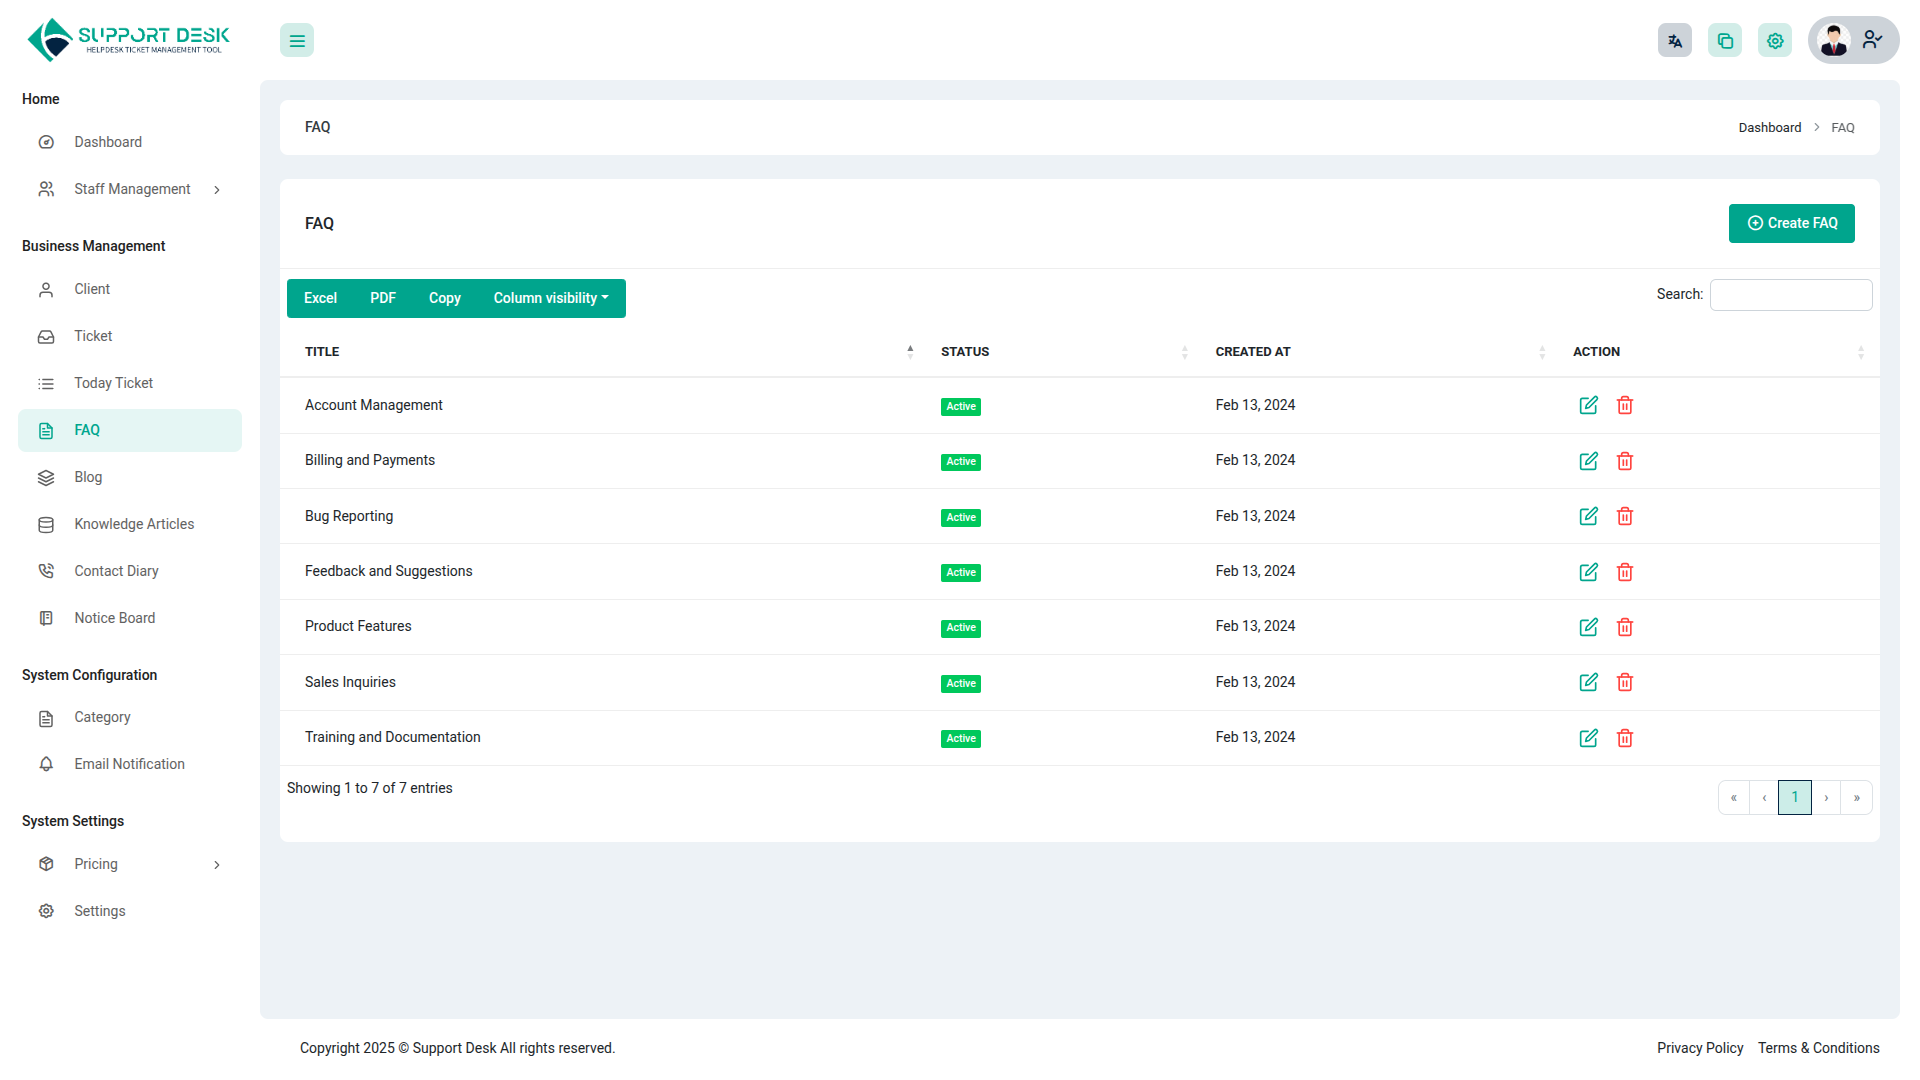 SUPPORT DESK
HELPDESK TICKET MANAGEMENT TOOL
Home
Dashboard
Staff Management
Business Management
Client
Ticket
Today Ticket
FAQ
Blog
Knowledge Articles
Contact Diary
Notice Board
System Configuration
Category
Email Notification
System Settings
Pricing
Settings
FAQ
Dashboard > FAQ
FAQ
Create FAQ
Excel PDF Copy Column visibility
Search:
TITLE STATUS CREATED AT ACTION
Account Management Active Feb 13, 2024
Billing and Payments Active Feb 13, 2024
Bug Reporting Active Feb 13, 2024
Feedback and Suggestions Active Feb 13, 2024
Product Features Active Feb 13, 2024
Sales Inquiries Active Feb 13, 2024
Training and Documentation Active Feb 13, 2024
Showing 1 to 7 of 7 entries
« ‹ 1 › »
Copyright 2025 © Support Desk All rights reserved.
Privacy Policy Terms & Conditions